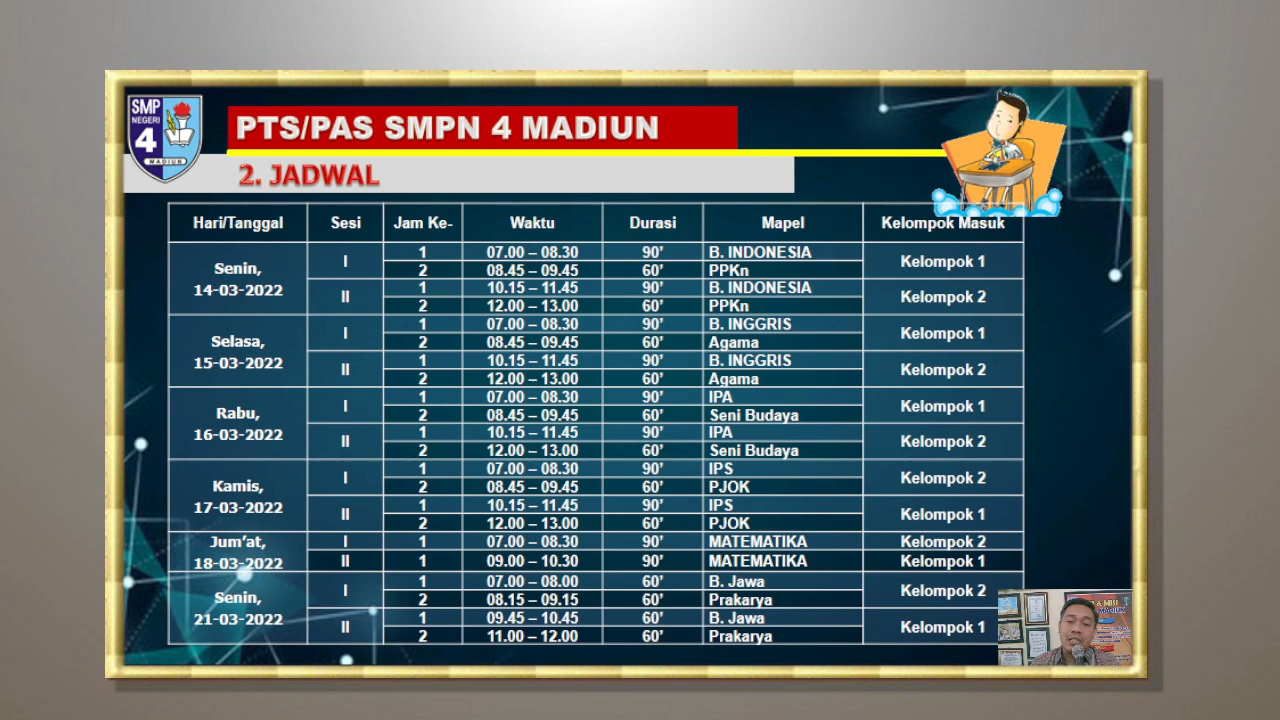 SMP
NEGERI
4
MADIUN
PTS/PAS SMPN 4 MADIUN
2. JADWAL
Hari/Tanggal Sesi Jam Ke- Waktu Durasi Mapel Kelompok Masuk
Senin,
14-03-2022
I 1 07.00 – 08.30 90’ B. INDONESIA Kelompok 1
2 08.45 – 09.45 60’ PPKn
II 1 10.15 – 11.45 90’ B. INDONESIA Kelompok 2
2 12.00 – 13.00 60’ PPKn
Selasa,
15-03-2022
I 1 07.00 – 08.30 90’ B. INGGRIS Kelompok 1
2 08.45 – 09.45 60’ Agama
II 1 10.15 – 11.45 90’ B. INGGRIS Kelompok 2
2 12.00 – 13.00 60’ Agama
Rabu,
16-03-2022
I 1 07.00 – 08.30 90’ IPA Kelompok 1
2 08.45 – 09.45 60’ Seni Budaya
II 1 10.15 – 11.45 90’ IPA Kelompok 2
2 12.00 – 13.00 60’ Seni Budaya
Kamis,
17-03-2022
I 1 07.00 – 08.30 90’ IPS Kelompok 2
2 08.45 – 09.45 60’ PJOK
II 1 10.15 – 11.45 90’ IPS Kelompok 1
2 12.00 – 13.00 60’ PJOK
Jum’at,
18-03-2022
I 1 07.00 – 08.30 90’ MATEMATIKA Kelompok 2
II 1 09.00 – 10.30 90’ MATEMATIKA Kelompok 1
Senin,
21-03-2022
I 1 07.00 – 08.00 60’ B. Jawa Kelompok 2
2 08.15 – 09.15 60’ Prakarya
II 1 09.45 – 10.45 60’ B. Jawa Kelompok 1
2 11.00 – 12.00 60’ Prakarya
& MISI